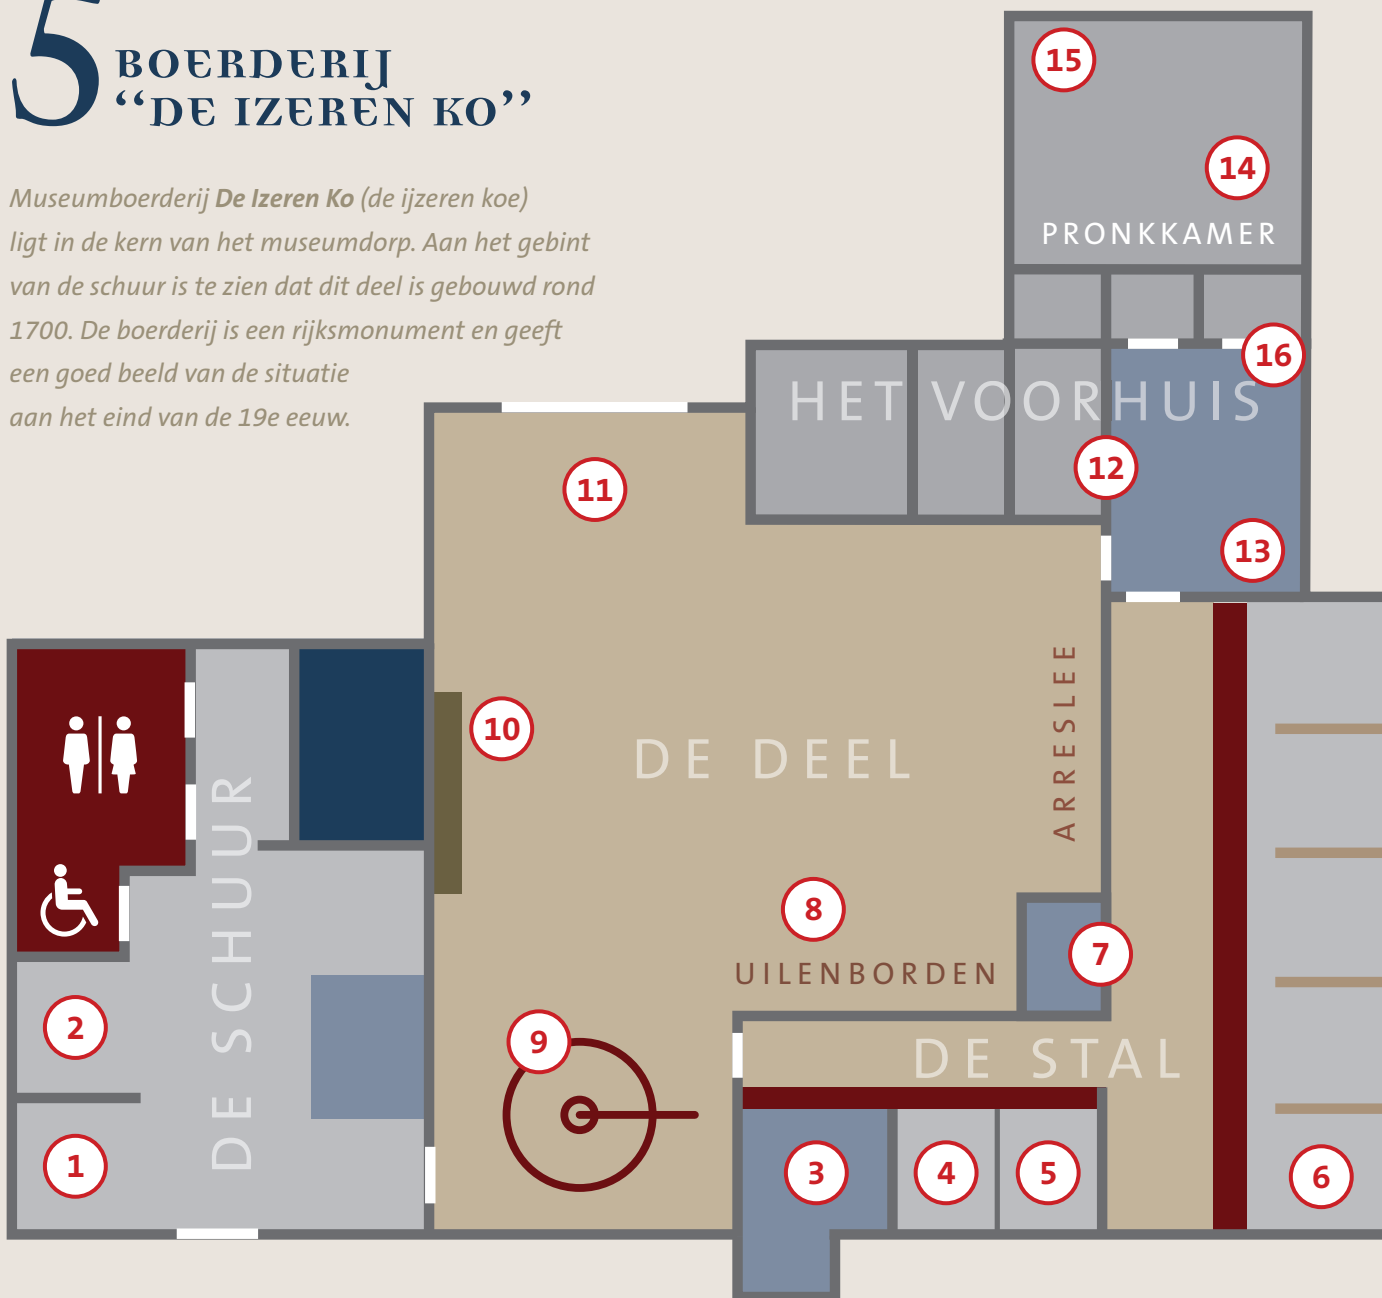 5 BOERDERIJ
“DE IZEREN KO”
Museumboerderij De Izeren Ko (de ijzeren koe)
ligt in de kern van het museumdorp. Aan het gebint
van de schuur is te zien dat dit deel is gebouwd rond
1700. De boerderij is een rijksmonument en geeft
een goed beeld van de situatie
aan het eind van de 19e eeuw.
15
14
PRONKKAMER
16
HET VOORHUIS
12
11
13
ARRESLEE
10
DE DEEL
8
UILENBORDEN
7
DE SCHUUR
2
9
DE STAL
1
3
4
5
6